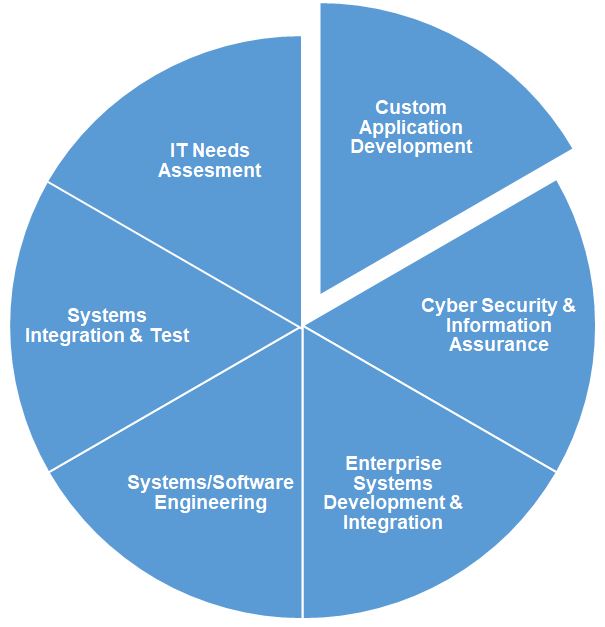 Custom
Application
Development
Cyber Security &
Information
Assurance
Enterprise
Systems
Development &
Integration
Systems/Software
Engineering
Systems
Integration & Test
IT Needs
Assesment